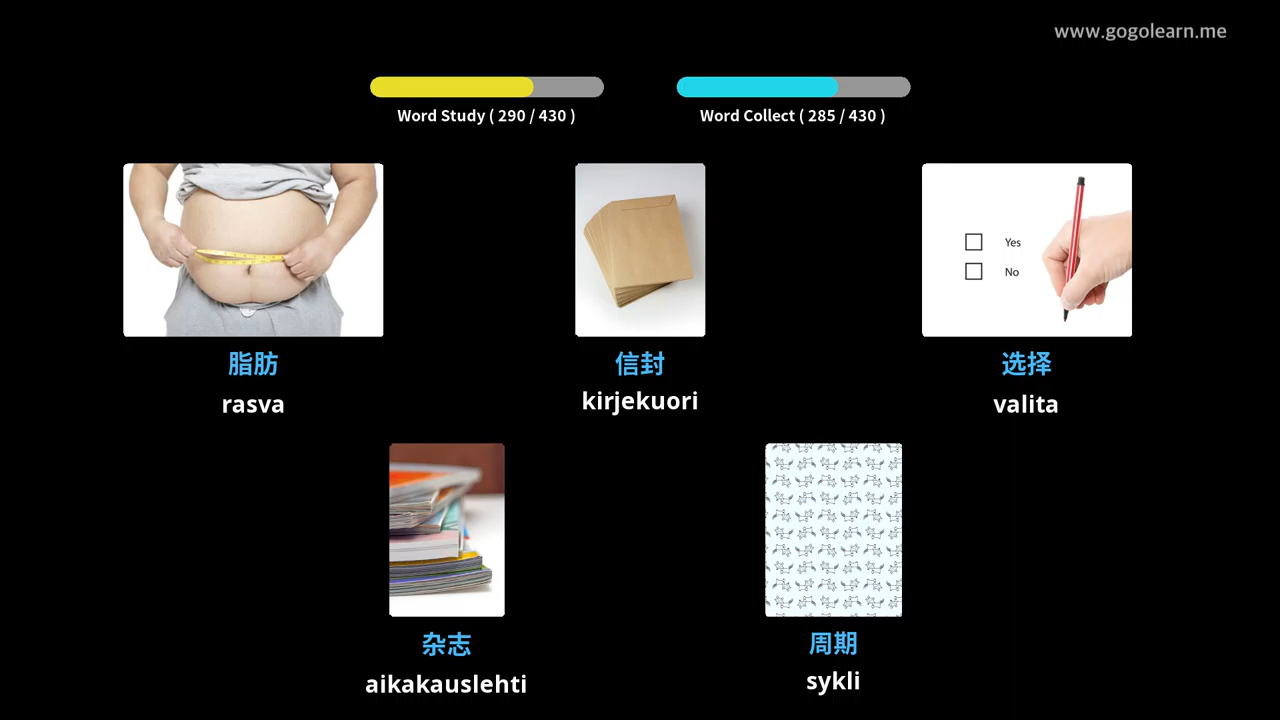 www.gogolearn.me
Word Study ( 290 / 430 )
Word Collect ( 285 / 430 )
Yes
No
脂肪
rasva
信封
kirjekuori
选择
valita
杂志
aikakauslehti
周期
sykli